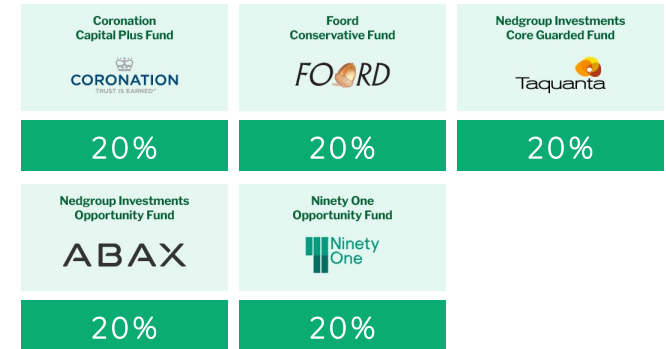 Coronation
Capital Plus Fund
CORONATION
TRUST IS EARNED™
20%
Foord
Conservative Fund
FOORD
20%
Nedgroup Investments
Core Guarded Fund
Taquanta
20%
Nedgroup Investments
Opportunity Fund
ABAX
20%
Ninety One
Opportunity Fund
Ninety
One
20%